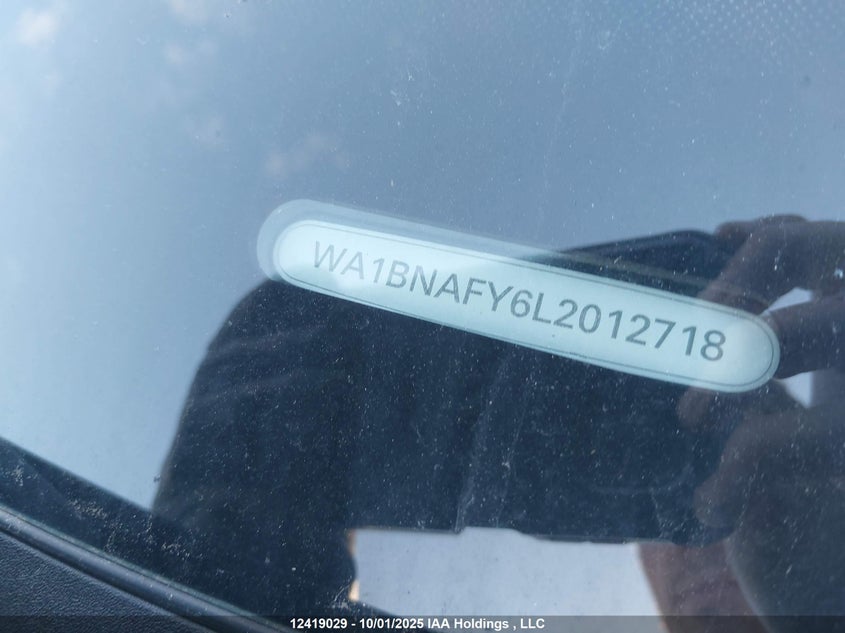 WA1BNAFY6L2012718
12419029 - 10/01/2025 IAA Holdings , LLC